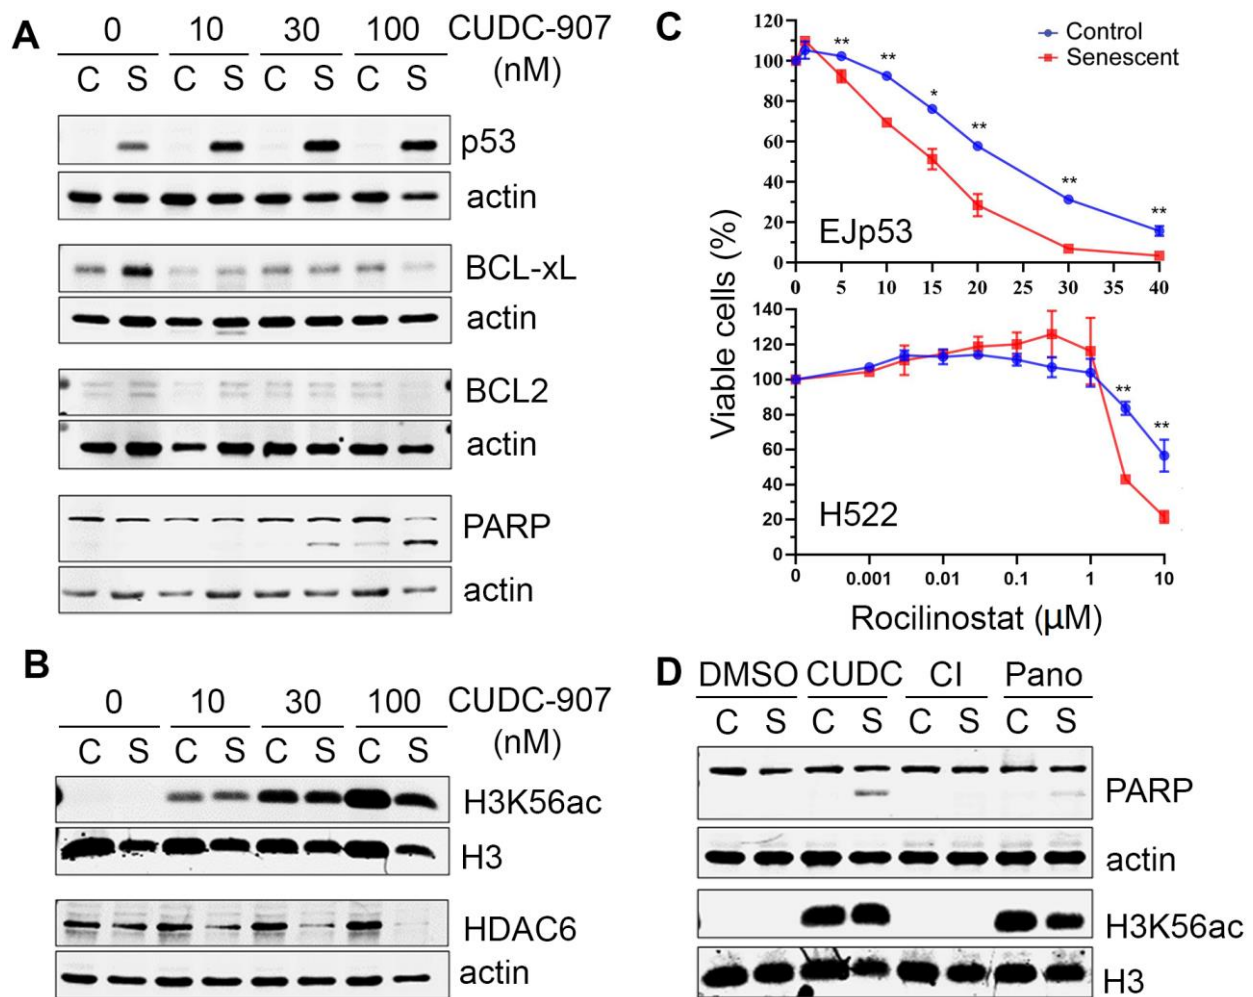 A
0 10 30 100 CUDC-907
(nM)
C S C S C S C S
p53
actin
BCL-xL
actin
BCL2
actin
PARP
actin
B
0 10 30 100 CUDC-907
(nM)
C S C S C S C S
H3K56ac
H3
HDAC6
actin
C
Viable cells (%)
120
100
80
60
40
20
0
0 5 10 15 20 25 30 35 40
Control
Senescent
** ** * ** ** **
EJp53
140
120
100
80
60
40
20
0
0 0.001 0.01 0.1 1 10
** **
H522
Rocilinostat (μM)
D
DMSO CUDC CI Pano
C S C S C S C S
PARP
actin
H3K56ac
H3